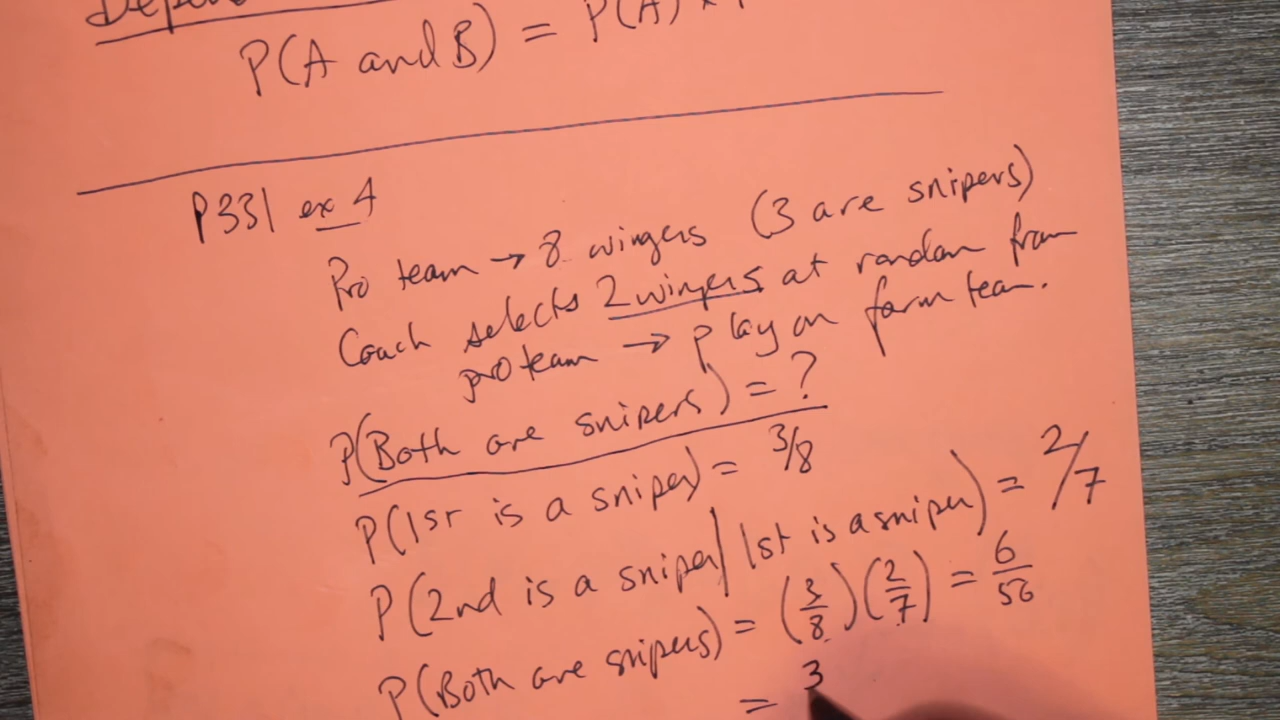 P(A and B) = P(A) ×
P331 ex 4
Pro team → 8 wingers (3 are snipers)
Coach selects 2 wingers at random from
pro team → play on farm team.
P(Both are snipers) = ?
P(1st is a sniper) = 3/8
P(2nd is a sniper | 1st is a sniper) = 2/7
P(Both are snipers) = (3/8)(2/7) = 6/56
= 3